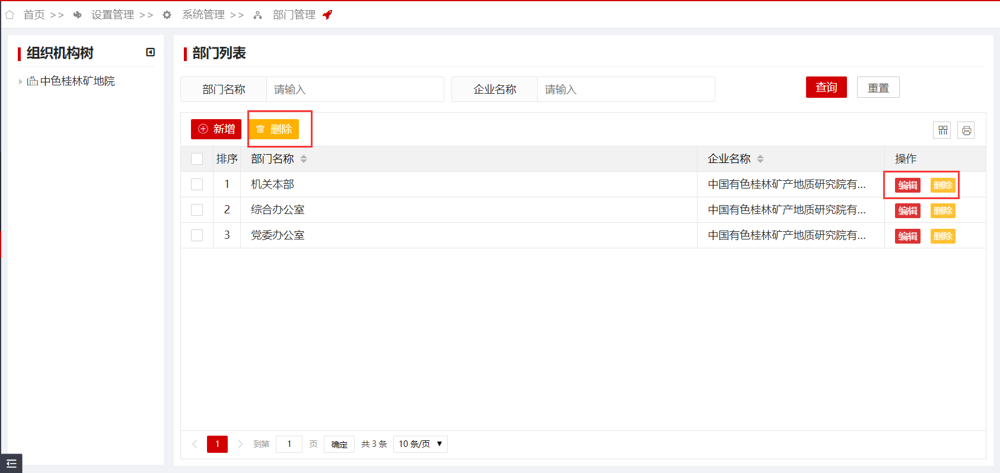 首页 >> 设置管理 >> 系统管理 >> 部门管理
组织机构树
中色桂林矿地院
部门列表
部门名称 请输入 企业名称 请输入 查询 重置
新增 删除
排序 部门名称 企业名称 操作
1 机关本部 中国有色桂林矿产地质研究院有... 编辑 删除
2 综合办公室 中国有色桂林矿产地质研究院有... 编辑 删除
3 党委办公室 中国有色桂林矿产地质研究院有... 编辑 删除
1 到第 1 页 确定 共 3 条 10 条/页